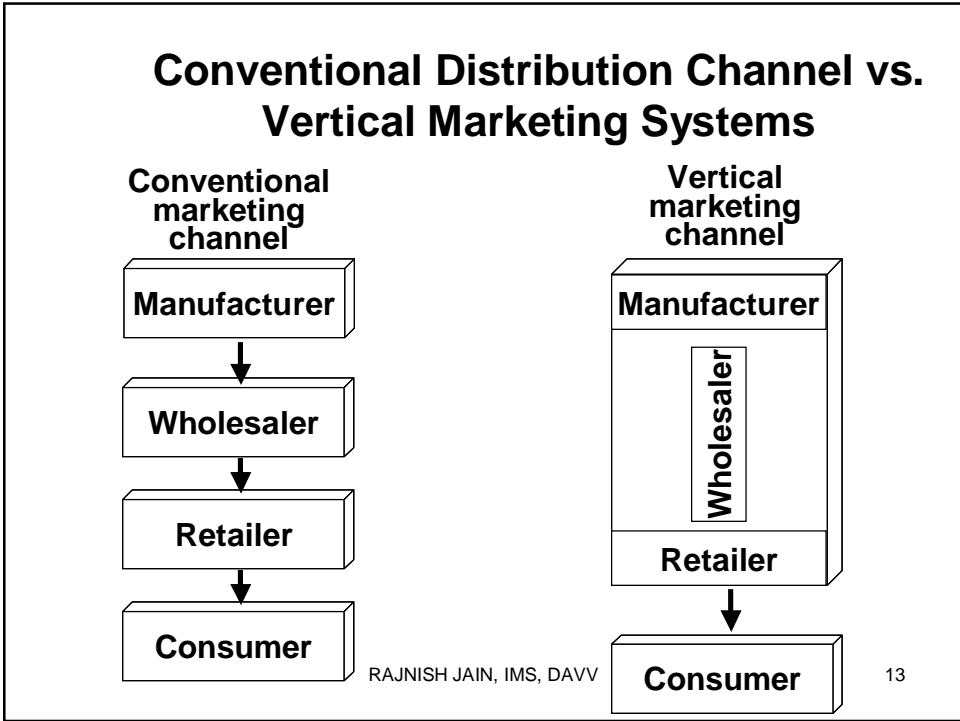 Conventional Distribution Channel vs.
Vertical Marketing Systems
Conventional
marketing
channel
Manufacturer
Wholesaler
Retailer
Consumer
Vertical
marketing
channel
Manufacturer
Wholesaler
Retailer
Consumer
RAJNISH JAIN, IMS, DAVV
13